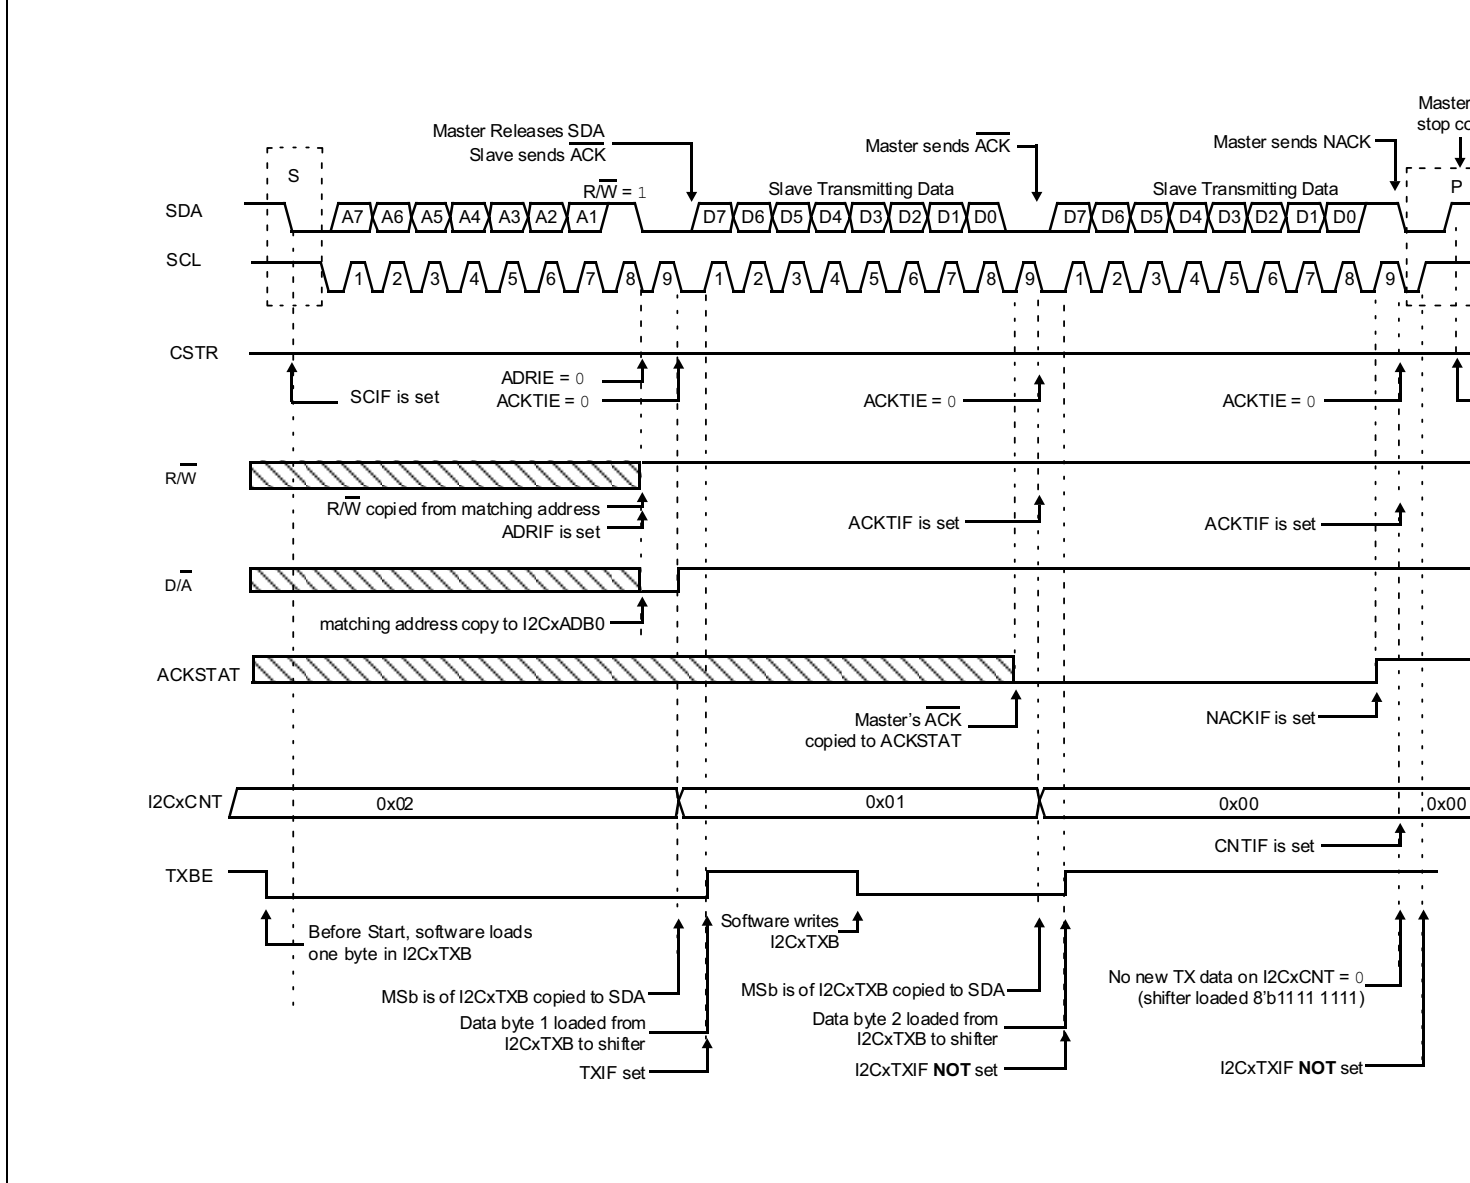 Master
stop co
Master Releases SDA
Slave sends ACK
Master sends ACK
Master sends NACK
S
R/W = 1
Slave Transmitting Data
Slave Transmitting Data
P
SDA
A7 A6 A5 A4 A3 A2 A1
D7 D6 D5 D4 D3 D2 D1 D0
D7 D6 D5 D4 D3 D2 D1 D0
SCL
1 2 3 4 5 6 7 8 9
1 2 3 4 5 6 7 8 9
1 2 3 4 5 6 7 8 9
CSTR
SCIF is set
ADRIE = 0
ACKTIE = 0
ACKTIE = 0
ACKTIE = 0
R/W
R/W copied from matching address
ADRIF is set
ACKTIF is set
ACKTIF is set
D/A
matching address copy to I2CxADB0
ACKSTAT
Master's ACK
copied to ACKSTAT
NACKIF is set
I2CxCNT
0x02
0x01
0x00
0x00
CNTIF is set
TXBE
Before Start, software loads
one byte in I2CxTXB
Software writes
I2CxTXB
MSb is of I2CxTXB copied to SDA
Data byte 1 loaded from
I2CxTXB to shifter
TXIF set
MSb is of I2CxTXB copied to SDA
Data byte 2 loaded from
I2CxTXB to shifter
I2CxTXIF NOT set
No new TX data on I2CxCNT = 0
(shifter loaded 8'b1111 1111)
I2CxTXIF NOT set